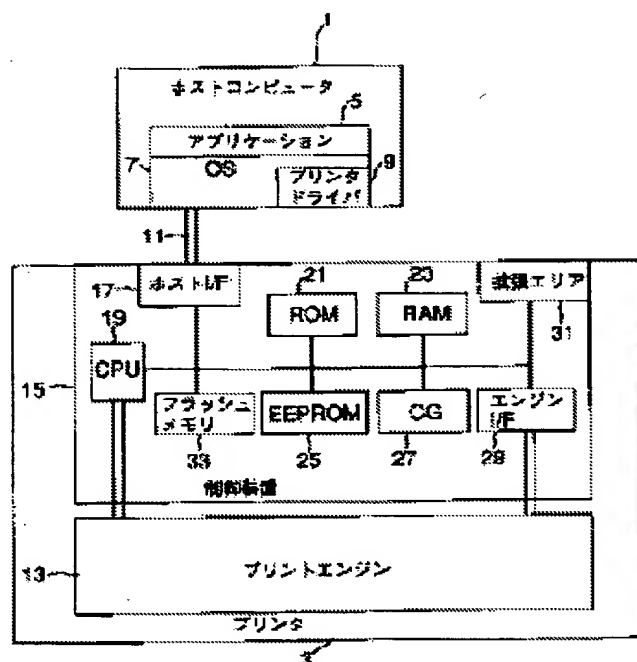 1
ホストコンピュータ
5
アプリケーション
7
OS
9
プリンタ
ドライバ
11
17
ホストI/F
21
ROM
23
RAM
拡張エリア
31
19
CPU
15
フラッシュ
メモリ
33
EEPROM
25
CG
27
エンジン
I/F
29
制御装置
13
プリントエンジン
プリンタ
3